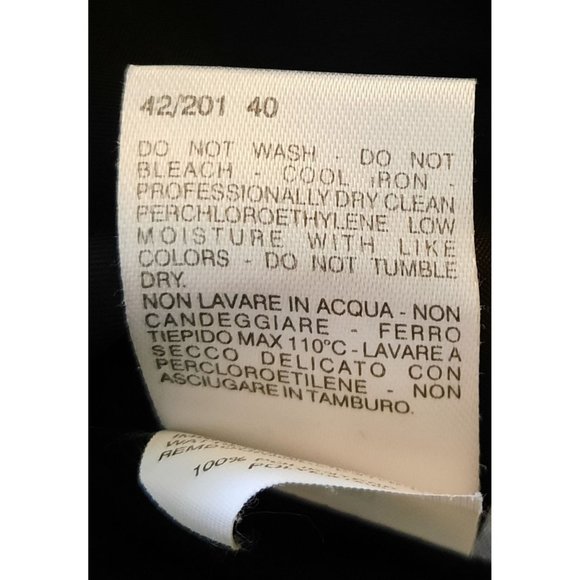 42/201 40
DO NOT WASH - DO NOT
BLEACH - COOL IRON -
PROFESSIONALLY DRY CLEAN
PERCHLOROETHYLENE LOW
MOISTURE WITH LIKE
COLORS - DO NOT TUMBLE
DRY.
NON LAVARE IN ACQUA - NON
CANDEGGIARE - FERRO
TIEPIDO MAX 110°C - LAVARE A
SECCO DELICATO CON
PERCLOROETILENE - NON
ASCIUGARE IN TAMBURO.
100%